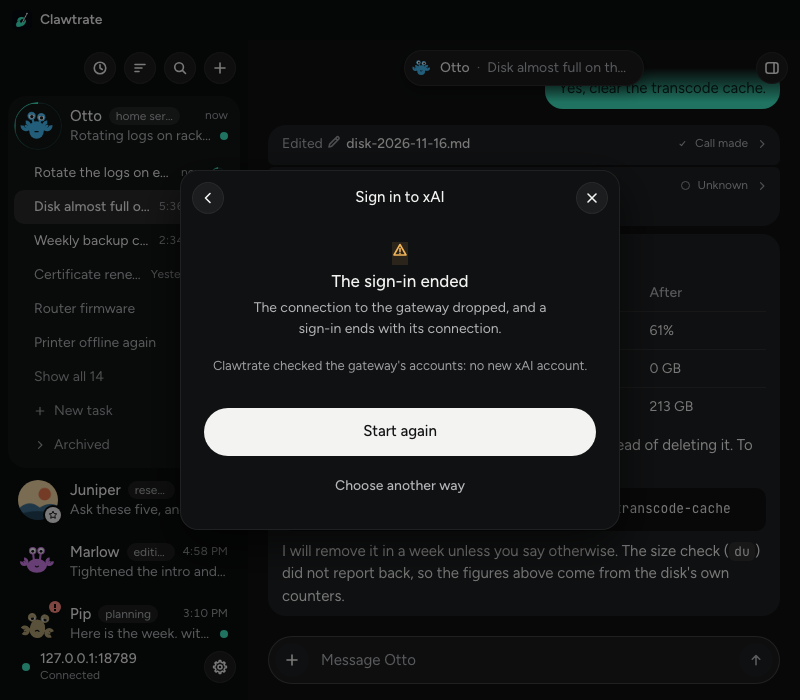 Clawtrate
Otto · Disk almost full on th...
Yes, clear the transcode cache.
Otto home ser... now
Rotating logs on rack...
Rotate the logs on e...
Disk almost full o... 5:36
Weekly backup c... 2:34
Certificate rene... Yeste
Router firmware
Printer offline again
Show all 14
New task
Archived
Juniper rese...
Ask these five, an
Marlow editi... 4:58 PM
Tightened the intro and...
Pip planning 3:10 PM
Here is the week. wit...
127.0.0.1:18789
Connected
Edited disk-2026-11-16.md Call made
Unknown
Sign in to xAI
The sign-in ended
The connection to the gateway dropped, and a
sign-in ends with its connection.
Clawtrate checked the gateway's accounts: no new xAI account.
Start again
Choose another way
After
61%
0 GB
213 GB
ead of deleting it. To
transcode-cache
I will remove it in a week unless you say otherwise. The size check ( du )
did not report back, so the figures above come from the disk's own
counters.
Message Otto